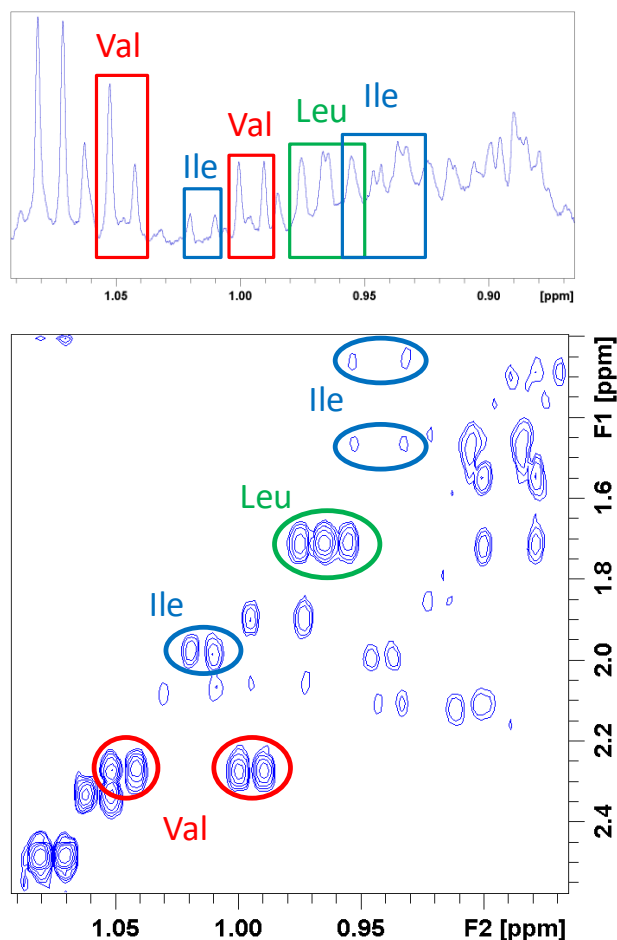 Val
Ile
Val
Leu
Ile
1.05
1.00
0.95
0.90
[ppm]
Ile
Ile
Leu
Ile
Val
F1 [ppm]
1.6
1.8
2.0
2.2
2.4
1.05
1.00
0.95
F2 [ppm]